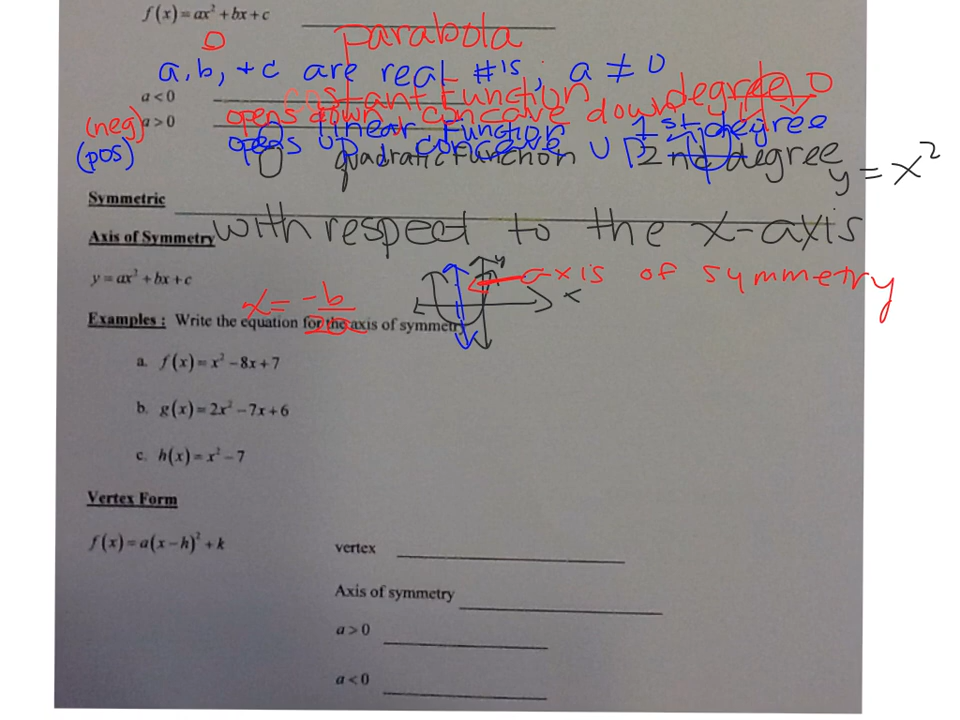 f(x) = ax² + bx + c
parabola
a, b, + c are real #'s, a ≠ 0
constant function degree 0
a < 0 opens down, concave down
(neg)
a > 0 linear function 1st degree
(pos) opens up, concave up
quadratic function 2nd degree
y = x²
Symmetric
with respect to the x-axis
Axis of Symmetry
y
axis of symmetry
y = ax² + bx + c
x
x = -b/2a
Examples : Write the equation for the axis of symmetry
a. f(x) = x² - 8x + 7
b. g(x) = 2x² - 7x + 6
c. h(x) = x² - 7
Vertex Form
f(x) = a(x - h)² + k
vertex
Axis of symmetry
a > 0
a < 0